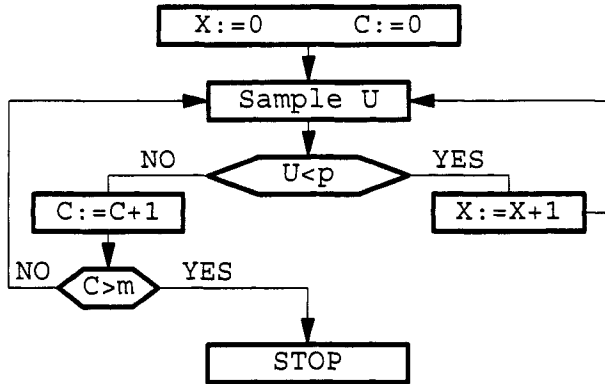 X:=0 C:=0
Sample U
NO U<p YES
C:=C+1 X:=X+1
NO C>m YES
STOP